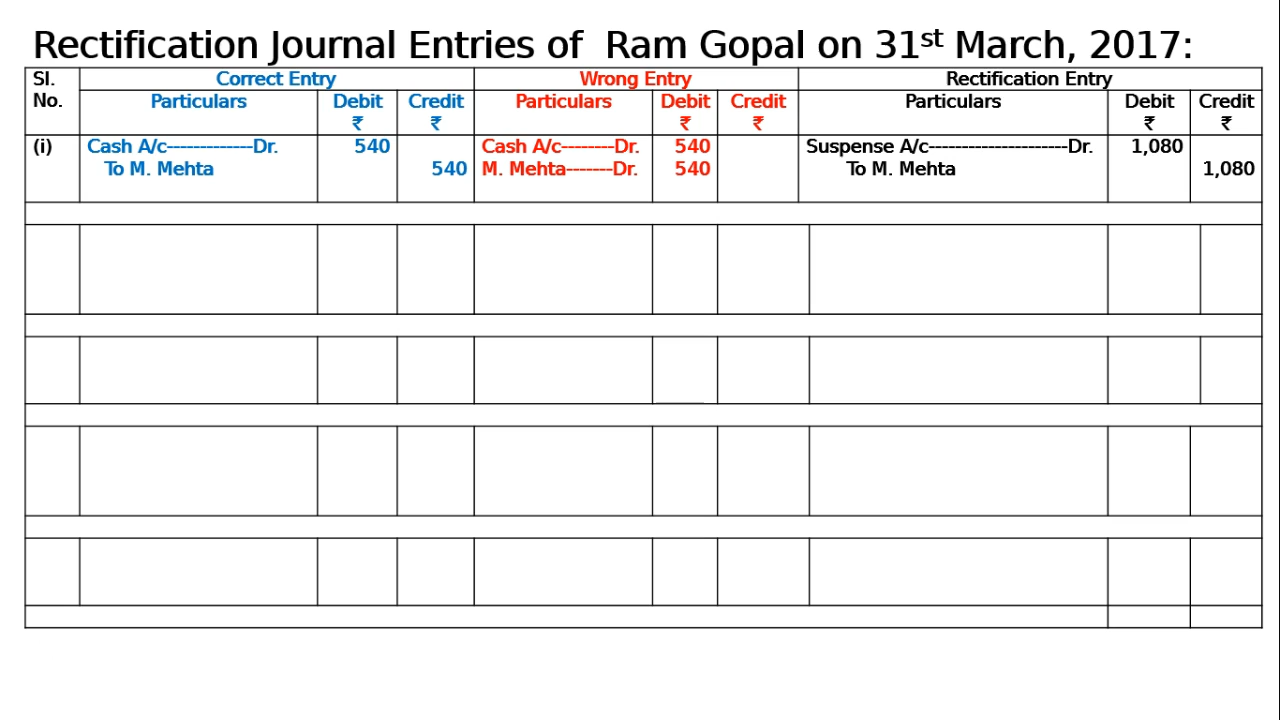 Rectification Journal Entries of  Ram Gopal on 31st March, 2017:
Sl. No. Correct Entry Wrong Entry Rectification Entry
Particulars Debit ₹ Credit ₹ Particulars Debit ₹ Credit ₹ Particulars Debit ₹ Credit ₹
(i) Cash A/c-------------Dr. 540 Cash A/c--------Dr. 540 Suspense A/c---------------------Dr. 1,080
To M. Mehta 540 M. Mehta-------Dr. 540 To M. Mehta 1,080